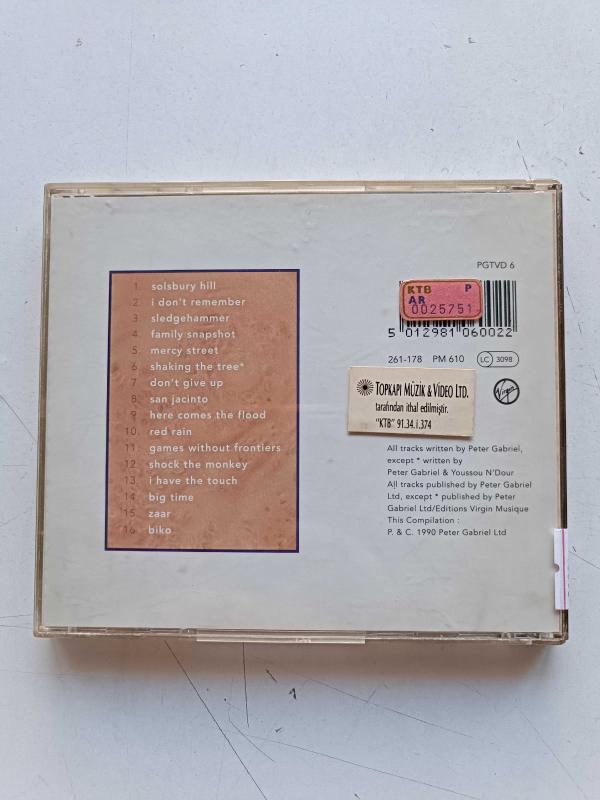 1. solsbury hill
2. i don't remember
3. sledgehammer
4. family snapshot
5. mercy street
6. shaking the tree*
7. don't give up
8. san jacinto
9. here comes the flood
10. red rain
11. games without frontiers
12. shock the monkey
13. i have the touch
14. big time
15. zaar
16. biko
PGTVD 6
KTB P
AR
0025751
5 012981 060022
261-178 PM 610 LC 3098
TOPKAPI MÜZİK & VİDEO LTD.
tarafından ithal edilmiştir.
"KTB" 91.34.i.374
Virgin
All tracks written by Peter Gabriel,
except * written by
Peter Gabriel & Youssou N'Dour
All tracks published by Peter Gabriel
Ltd, except * published by Peter
Gabriel Ltd/Editions Virgin Musique
This Compilation :
P. & C. 1990 Peter Gabriel Ltd